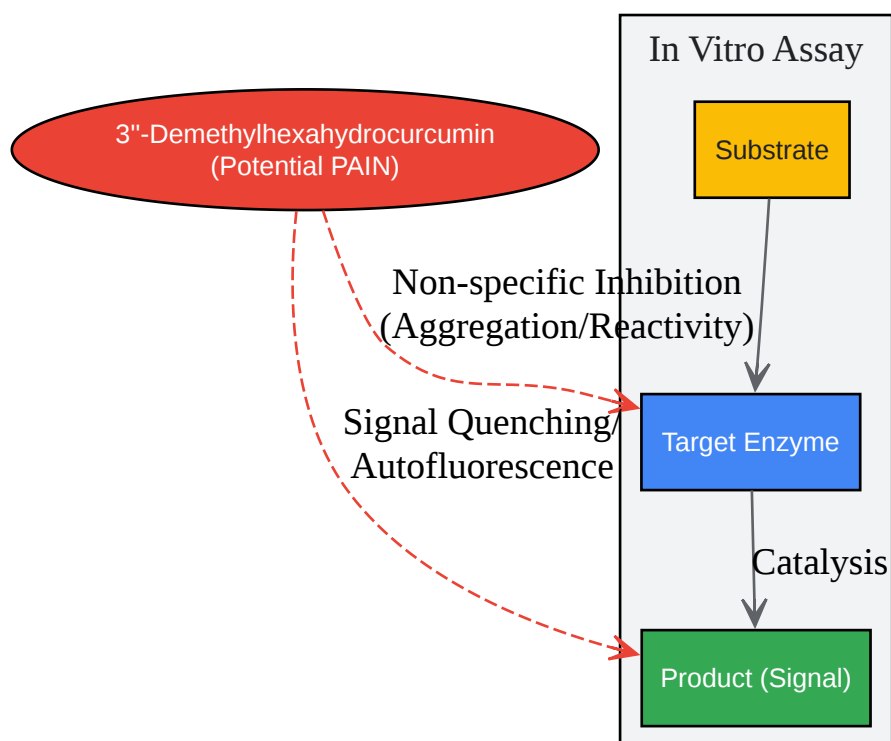 In Vitro Assay
3"-Demethylhexahydrocurcumin
(Potential PAIN)
Substrate
Non-specific Inhibition
(Aggregation/Reactivity)
Signal Quenching/
Autofluorescence
Target Enzyme
Catalysis
Product (Signal)